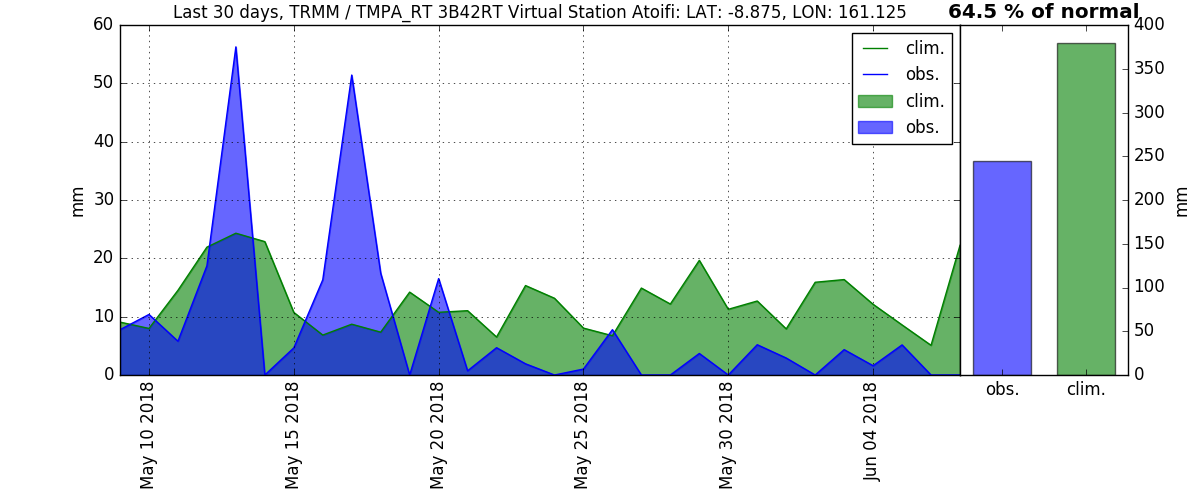 Last 30 days, TRMM / TMPA_RT 3B42RT Virtual Station Atoifi: LAT: -8.875, LON: 161.125
64.5 % of normal
60
50
40
30
20
10
0
mm
clim.
obs.
clim.
obs.
May 10 2018
May 15 2018
May 20 2018
May 25 2018
May 30 2018
Jun 04 2018
400
350
300
250
200
150
100
50
0
mm
obs.
clim.